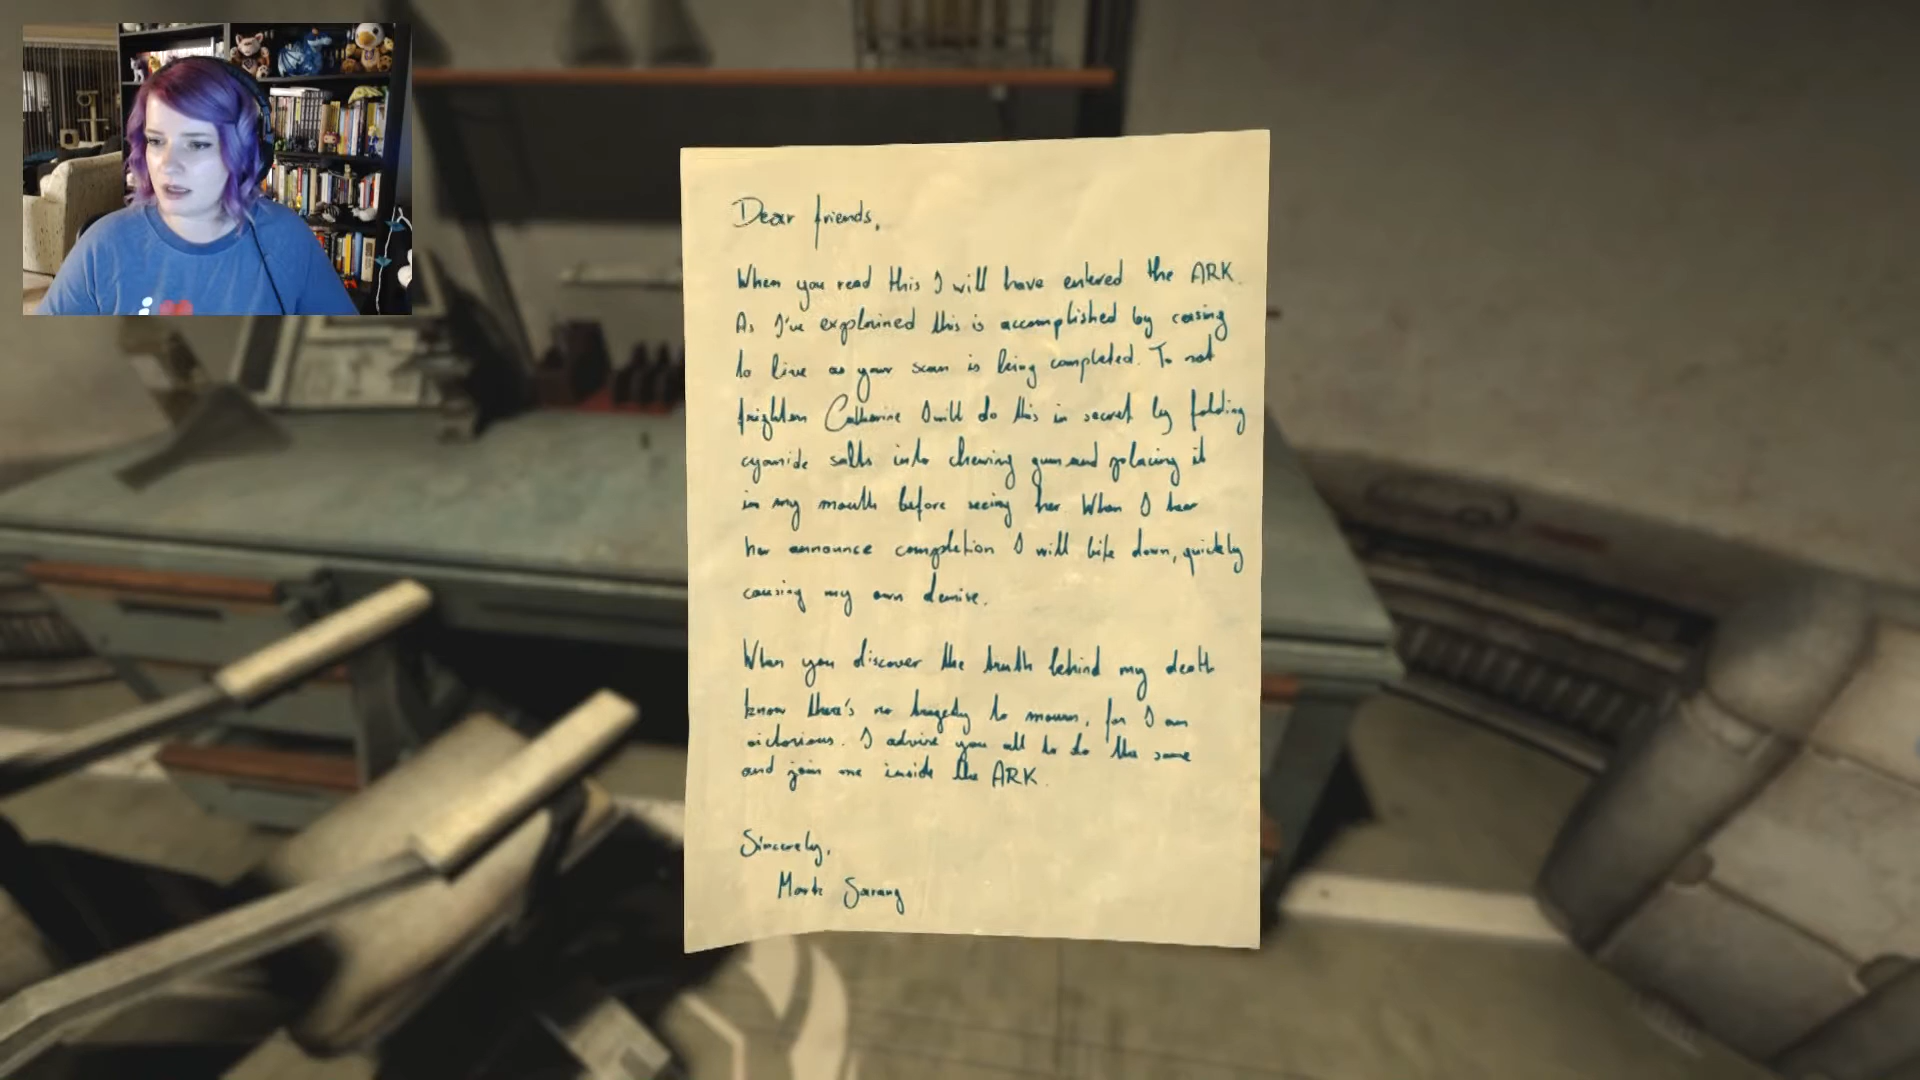 Dear friends,
When you read this I will have entered the ARK.
As I've explained this is accomplished by ceasing
to live as your scan is being completed. To not
frighten Catherine I will do this in secret by folding
cyanide salts into chewing gum and placing it
in my mouth before seeing her. When I hear
her announce completion I will bite down, quickly
causing my own demise.
When you discover the truth behind my death
know there's no tragedy to mourn, for I am
victorious. I advise you all to do the same
and join me inside the ARK.
Sincerely,
Mark Sarang
i